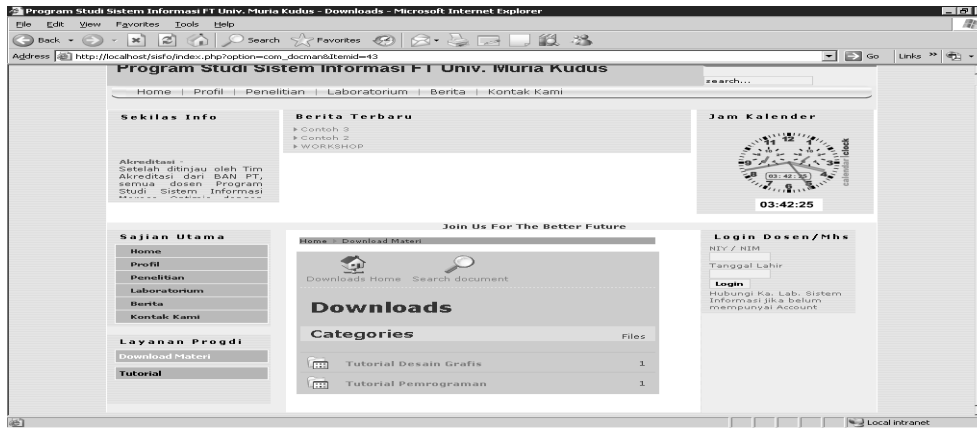 Program Studi Sistem Informasi FT Univ. Muria Kudus - Downloads - Microsoft Internet Explorer
File Edit View Favorites Tools Help
Back Search Favorites
Address http://localhost/sisfo/index.php?option=com_docman&Itemid=43 Go Links »
Program Studi Sistem Informasi FT Univ. Muria Kudus
search...
Home | Profil | Penelitian | Laboratorium | Berita | Kontak Kami
Sekilas Info
Akreditasi -
Setelah ditinjau oleh Tim
Akreditasi dari BAN PT,
semua dosen Program
Studi Sistem Informasi
Berita Terbaru
Contoh 3
Contoh 2
WORKSHOP
Jam Kalender
calendarclock
03:42:25
03:42:25
Join Us For The Better Future
Sajian Utama
Home
Profil
Penelitian
Laboratorium
Berita
Kontak Kami
Layanan Progdi
Download Materi
Tutorial
Home > Download Materi
Downloads Home Search document
Downloads
Categories Files
Tutorial Desain Grafis 1
Tutorial Pemrograman 1
Login Dosen/Mhs
NIY / NIM
Tanggal Lahir
Login
Hubungi Ka. Lab. Sistem
Informasi jika belum
mempunyai Account
Local intranet